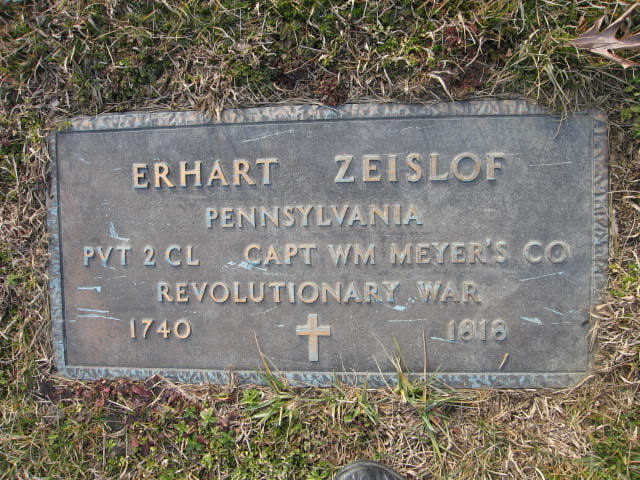 ERHART ZEISLOF
PENNSYLVANIA
PVT 2 CL CAPT WM MEYER'S CO
REVOLUTIONARY WAR
1740 1818